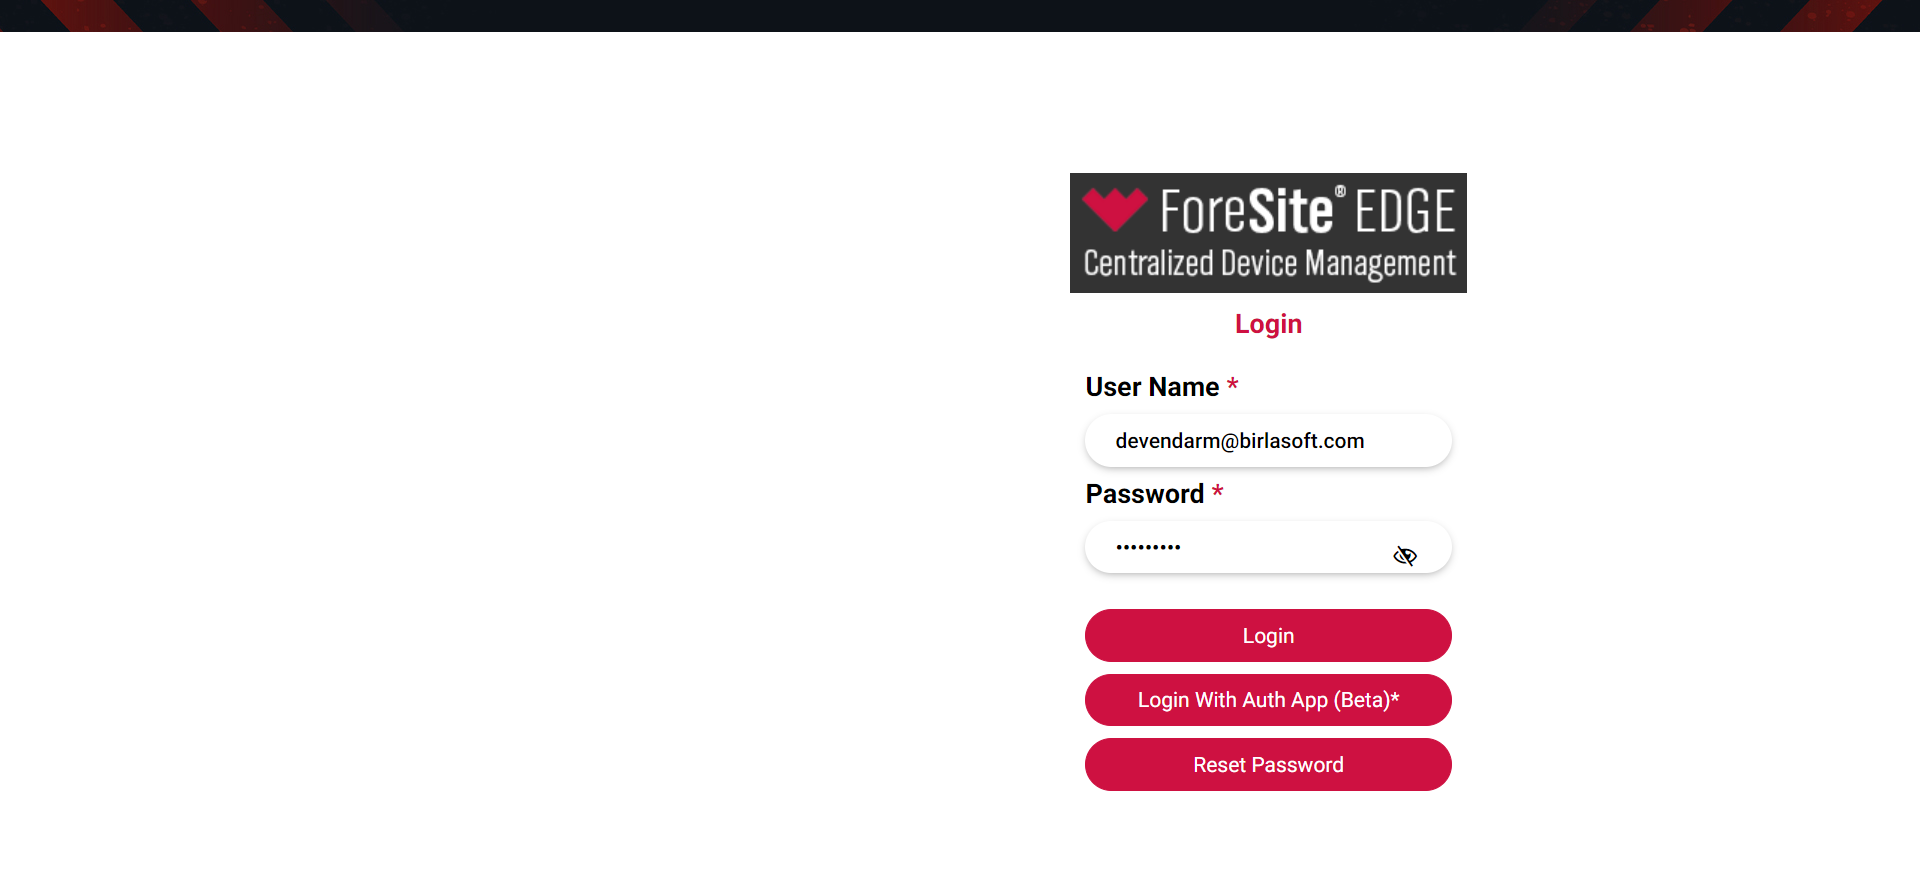 ForeSite® EDGE
Centralized Device Management
Login
User Name *
devendarm@birlasoft.com
Password *
•••••••••
Login
Login With Auth App (Beta)*
Reset Password